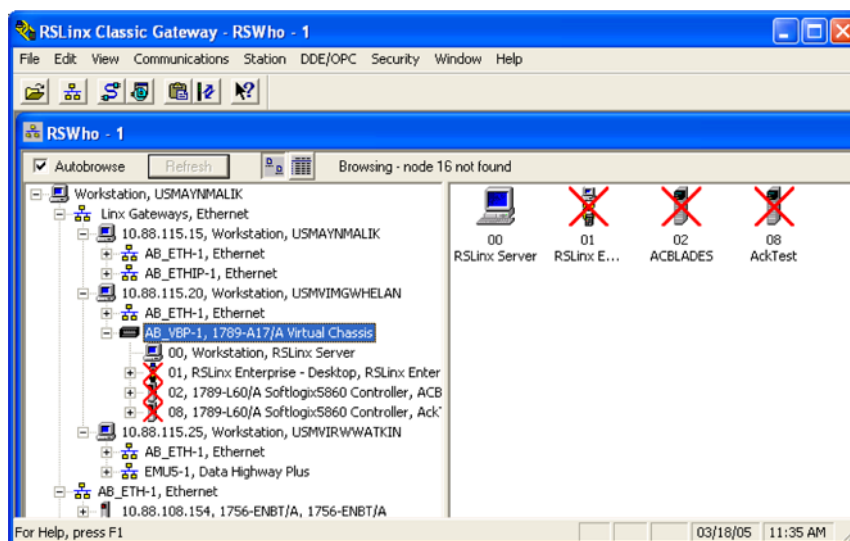 RSLinx Classic Gateway - RSWho - 1
File Edit View Communications Station DDE/OPC Security Window Help
RSWho - 1
Autobrowse Refresh Browsing - node 16 not found
Workstation, USMAYNMALIK
Linx Gateways, Ethernet
10.88.115.15, Workstation, USMAYNMALIK
AB_ETH-1, Ethernet
AB_ETHIP-1, Ethernet
10.88.115.20, Workstation, USMVIMGWHELAN
AB_ETH-1, Ethernet
AB_VBP-1, 1789-A17/A Virtual Chassis
00, Workstation, RSLinx Server
01, RSLinx Enterprise - Desktop, RSLinx Enter
02, 1789-L60/A Softlogix5860 Controller, ACB
08, 1789-L60/A Softlogix5860 Controller, Ack
10.88.115.25, Workstation, USMVIRWWATKIN
AB_ETH-1, Ethernet
EMU5-1, Data Highway Plus
AB_ETH-1, Ethernet
10.88.108.154, 1756-ENBT/A, 1756-ENBT/A
00 01 02 08
RSLinx Server RSLinx E... ACBLADES AckTest
For Help, press F1 03/18/05 11:35 AM